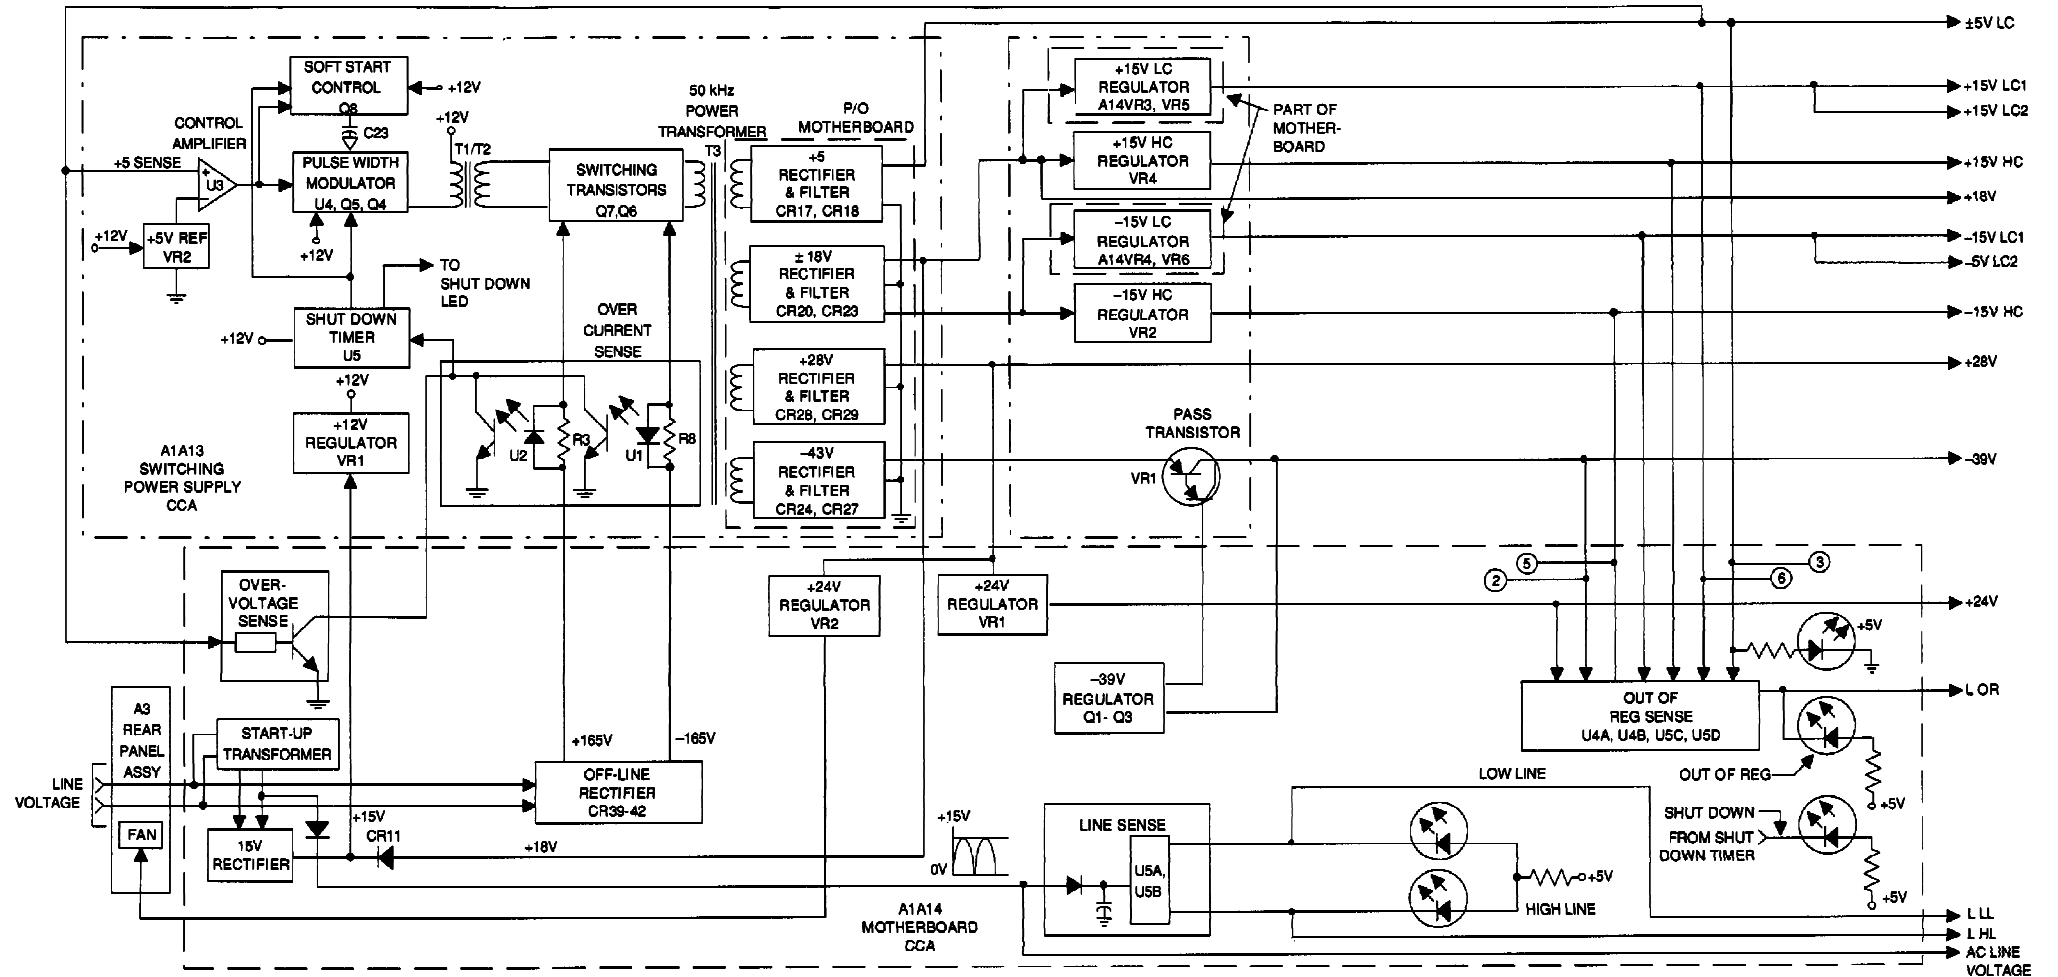 ±5V LC
+15V LC1
+15V LC2
+15V HC
+18V
–15V LC1
–5V LC2
–15V HC
+28V
–39V
+24V
L OR
L LL
L HL
AC LINE
VOLTAGE
SOFT START
CONTROL
Q8
+12V
C23
CONTROL
AMPLIFIER
+5 SENSE
+
U3
–
PULSE WIDTH
MODULATOR
U4, Q5, Q4
+12V
+12V
+5V REF
VR2
+12V
T1/T2
SWITCHING
TRANSISTORS
Q7,Q6
50 kHz
POWER
TRANSFORMER
T3
P/O
MOTHERBOARD
+5
RECTIFIER
& FILTER
CR17, CR18
± 18V
RECTIFIER
& FILTER
CR20, CR23
+28V
RECTIFIER
& FILTER
CR28, CR29
–43V
RECTIFIER
& FILTER
CR24, CR27
TO
SHUT DOWN
LED
SHUT DOWN
TIMER
U5
+12V
+12V
+12V
REGULATOR
VR1
OVER
CURRENT
SENSE
U2
R3
U1
R8
A1A13
SWITCHING
POWER SUPPLY
CCA
+15V LC
REGULATOR
A14VR3, VR5
+15V HC
REGULATOR
VR4
–15V LC
REGULATOR
A14VR4, VR6
–15V HC
REGULATOR
VR2
PART OF
MOTHER-
BOARD
PASS
TRANSISTOR
VR1
OVER-
VOLTAGE
SENSE
+24V
REGULATOR
VR2
+24V
REGULATOR
VR1
–39V
REGULATOR
Q1- Q3
5
2
3
6
+5V
OUT OF
REG SENSE
U4A, U4B, U5C, U5D
OUT OF REG
+5V
SHUT DOWN
FROM SHUT
DOWN TIMER
+5V
A3
REAR
PANEL
ASSY
LINE
VOLTAGE
FAN
START-UP
TRANSFORMER
15V
RECTIFIER
+15V
CR11
+18V
+165V
–165V
OFF-LINE
RECTIFIER
CR39-42
A1A14
MOTHERBOARD
CCA
+15V
0V
LINE SENSE
U5A,
U5B
LOW LINE
+5V
HIGH LINE